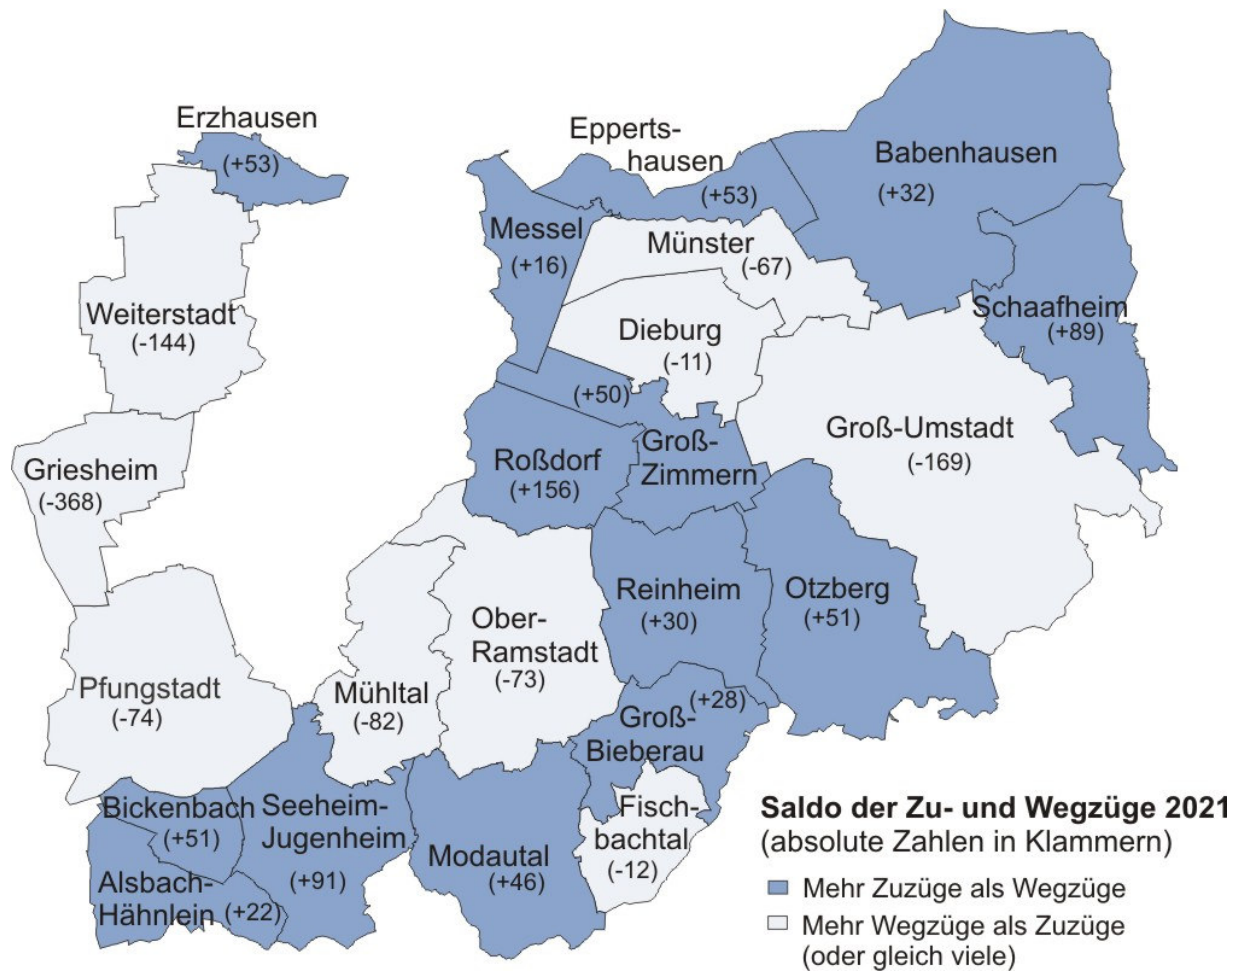 Erzhausen
(+53)
Epperts-
hausen
(+53)
Babenhausen
(+32)
Messel
(+16)
Münster
(-67)
Schaafheim
(+89)
Weiterstadt
(-144)
Dieburg
(-11)
(+50)
Groß-
Zimmern
Groß-Umstadt
(-169)
Griesheim
(-368)
Roßdorf
(+156)
Reinheim
(+30)
Otzberg
(+51)
Ober-
Ramstadt
(-73)
Pfungstadt
(-74)
Mühltal
(-82)
(+28)
Groß-
Bieberau
Bickenbach
(+51)
Seeheim-
Jugenheim
(+91)
Modautal
(+46)
Fisch-
bachtal
(-12)
Alsbach-
Hähnlein
(+22)
Saldo der Zu- und Wegzüge 2021
(absolute Zahlen in Klammern)
Mehr Zuzüge als Wegzüge
Mehr Wegzüge als Zuzüge
(oder gleich viele)